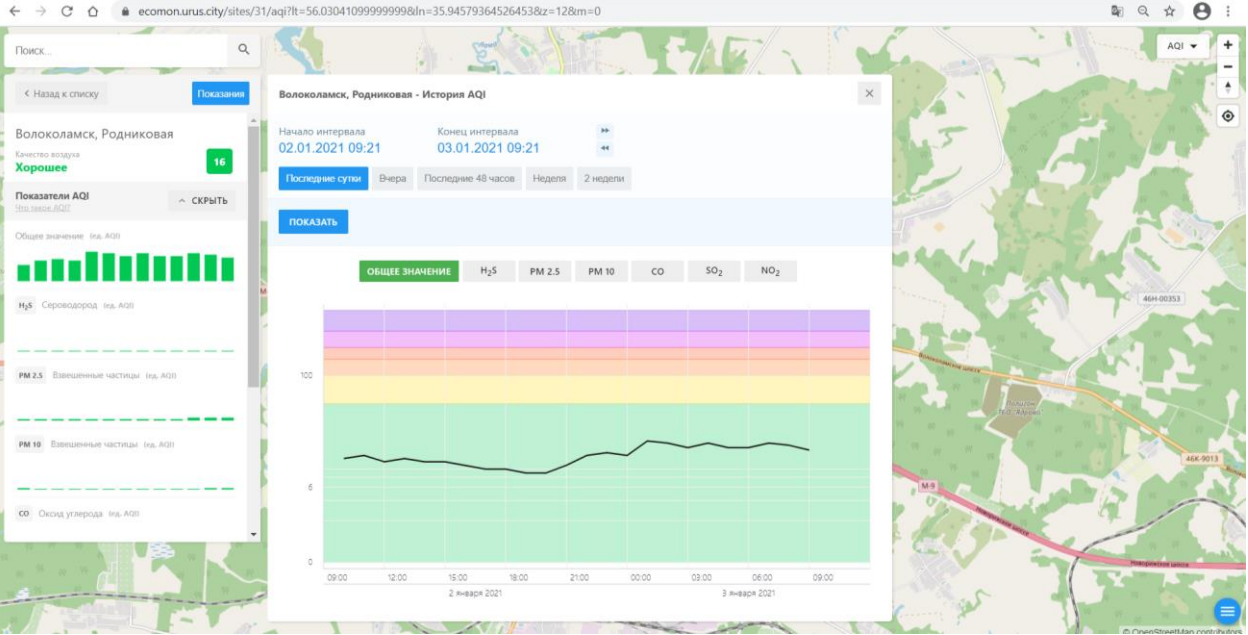 ecomon.urus.city/sites/31/aqi?lt=56.03041099999999&ln=35.94579364526453&z=12&m=0
Поиск...
AQI
Назад к списку
Показания
Волоколамск, Родниковая
Качество воздуха
Хорошее
16
Показатели AQI
Что такое AQI?
СКРЫТЬ
Общее значение (ед. AQI)
H₂S Сероводород (ед. AQI)
PM 2.5 Взвешенные частицы (ед. AQI)
PM 10 Взвешенные частицы (ед. AQI)
CO Оксид углерода (ед. AQI)
Волоколамск, Родниковая - История AQI
Начало интервала
Конец интервала
02.01.2021 09:21
03.01.2021 09:21
Последние сутки
Вчера
Последние 48 часов
Неделя
2 недели
ПОКАЗАТЬ
ОБЩЕЕ ЗНАЧЕНИЕ
H₂S
PM 2.5
PM 10
CO
SO₂
NO₂
100
6
0
09:00 12:00 15:00 18:00 21:00 00:00 03:00 06:00 09:00
2 января 2021
3 января 2021
46Н-00353
Волоколамское шоссе
46К-9013
М-9
Новорижское шоссе
Новорижское шоссе
© OpenStreetMap contributors